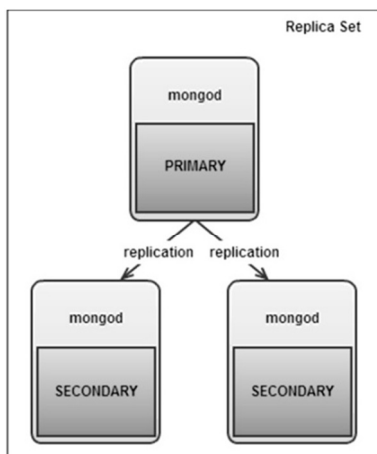 Replica Set
mongod
PRIMARY
replication replication
mongod mongod
SECONDARY SECONDARY